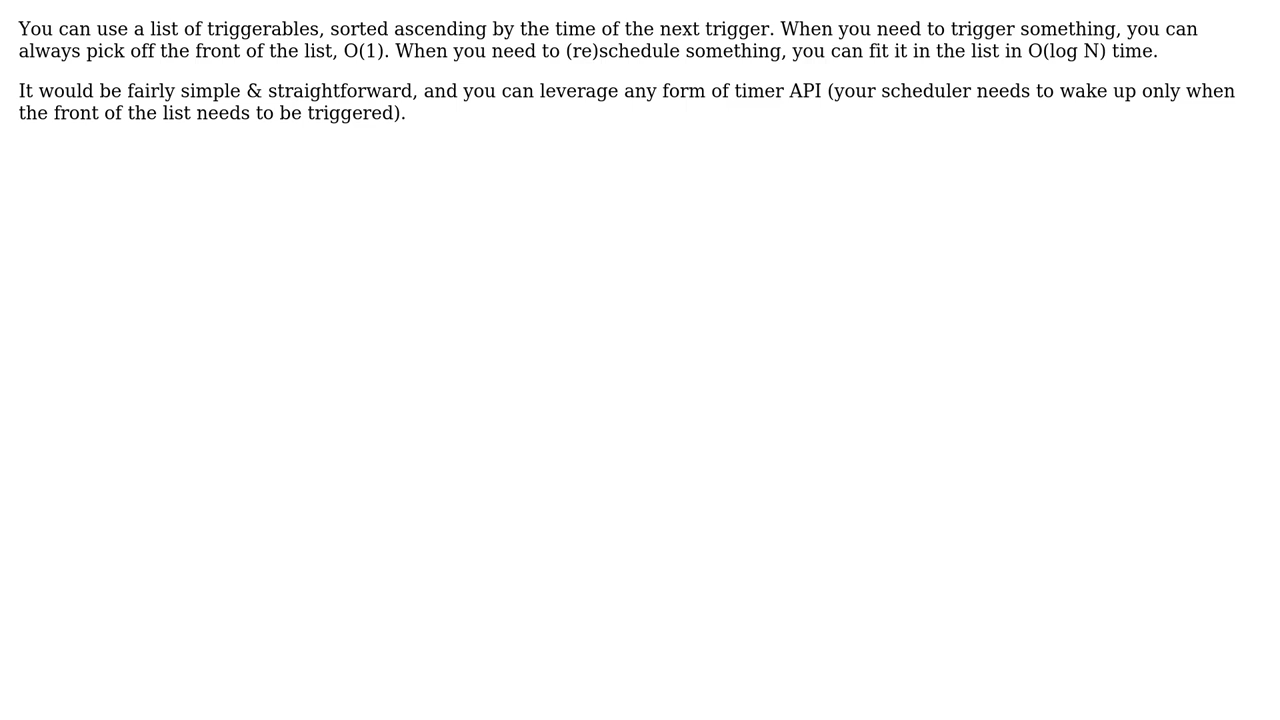 You can use a list of triggerables, sorted ascending by the time of the next trigger. When you need to trigger something, you can
always pick off the front of the list, O(1). When you need to (re)schedule something, you can fit it in the list in O(log N) time.
It would be fairly simple & straightforward, and you can leverage any form of timer API (your scheduler needs to wake up only when
the front of the list needs to be triggered).